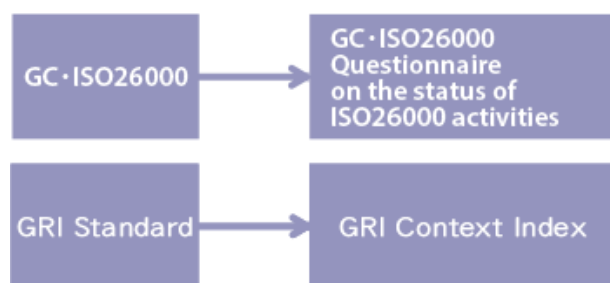 GC・ISO26000
GC・ISO26000
Questionnaire
on the status of
ISO26000 activities
GRI Standard
GRI Context Index